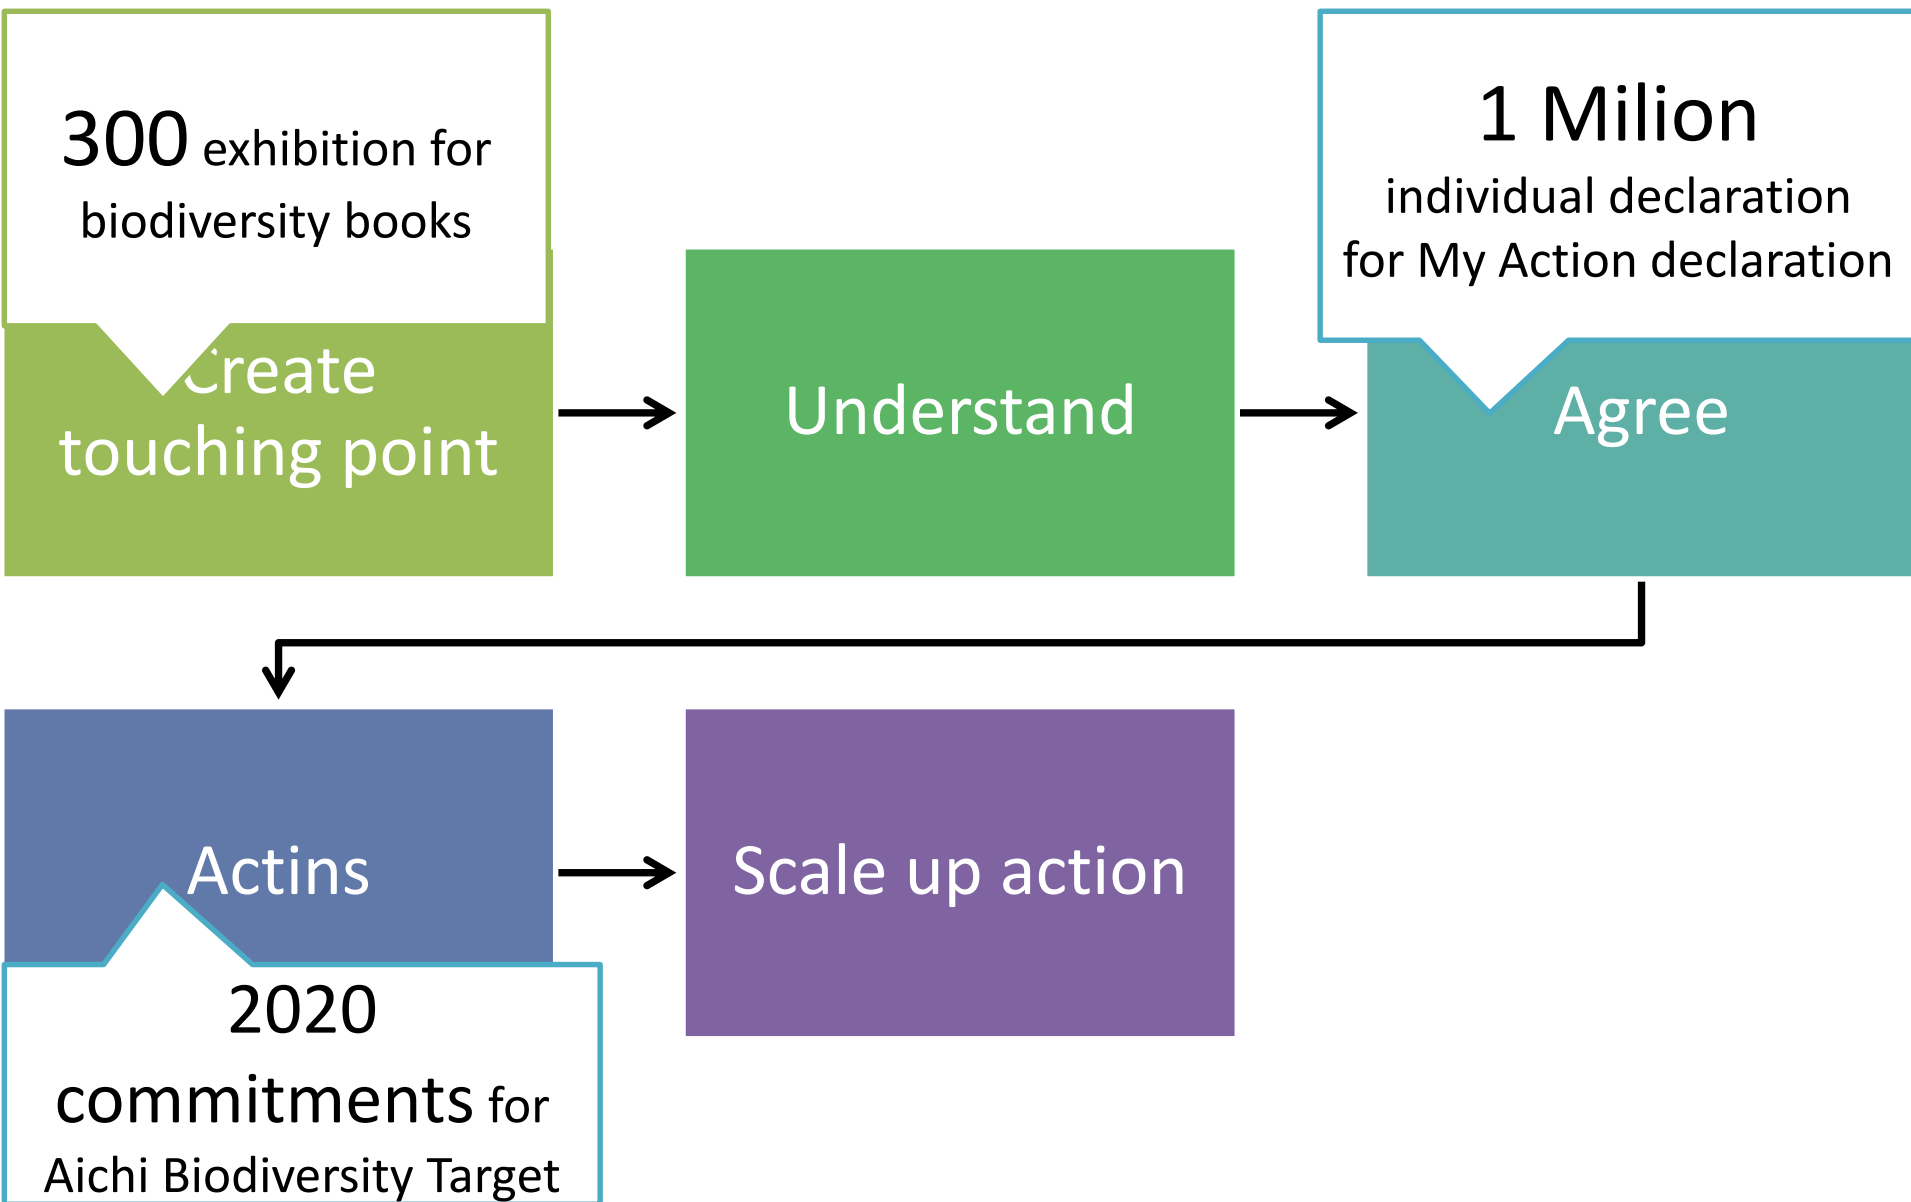 300 exhibition for
biodiversity books
1 Milion
individual declaration
for My Action declaration
Create
touching point
Understand
Agree
Actins
Scale up action
2020
commitments for
Aichi Biodiversity Target